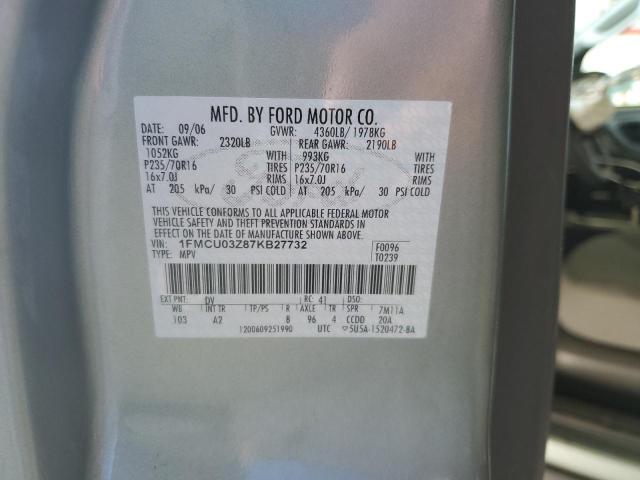 MFD. BY FORD MOTOR CO.
DATE: 09/06 GVWR: 4360LB/ 1978KG
FRONT GAWR: 2320LB REAR GAWR: 2190LB
1052KG WITH 993KG WITH
P235/70R16 TIRES P235/70R16 TIRES
16x7.0J RIMS 16x7.0J RIMS
AT 205 kPa/ 30 PSI COLD AT 205 kPa/ 30 PSI COLD
THIS VEHICLE CONFORMS TO ALL APPLICABLE FEDERAL MOTOR
VEHICLE SAFETY AND THEFT PREVENTION STANDARDS IN
EFFECT ON THE DATE OF MANUFACTURE SHOWN ABOVE.
VIN: 1FMCU03Z87KB27732 F0096
TYPE: MPV T0239
EXT PNT: DV RC: 41 DSO:
WB INT TR TP/PS R AXLE TR SPR 7M11A
103 A2 8 96 4 CCDD 20A
1200609251990 UTC 5U5A-1520472-BA